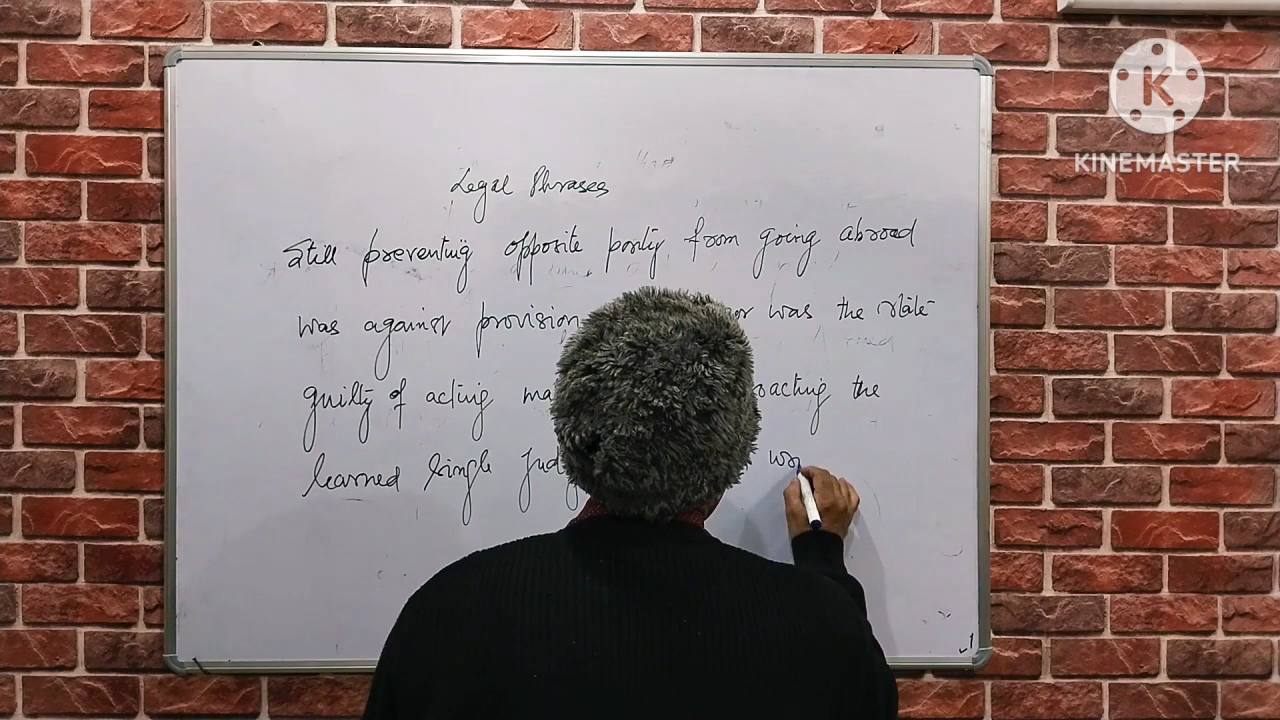 Legal Phrases
Still preventing opposite party from going abroad
was against provision was the state
guilty of acting the
learned single
KINEMASTER